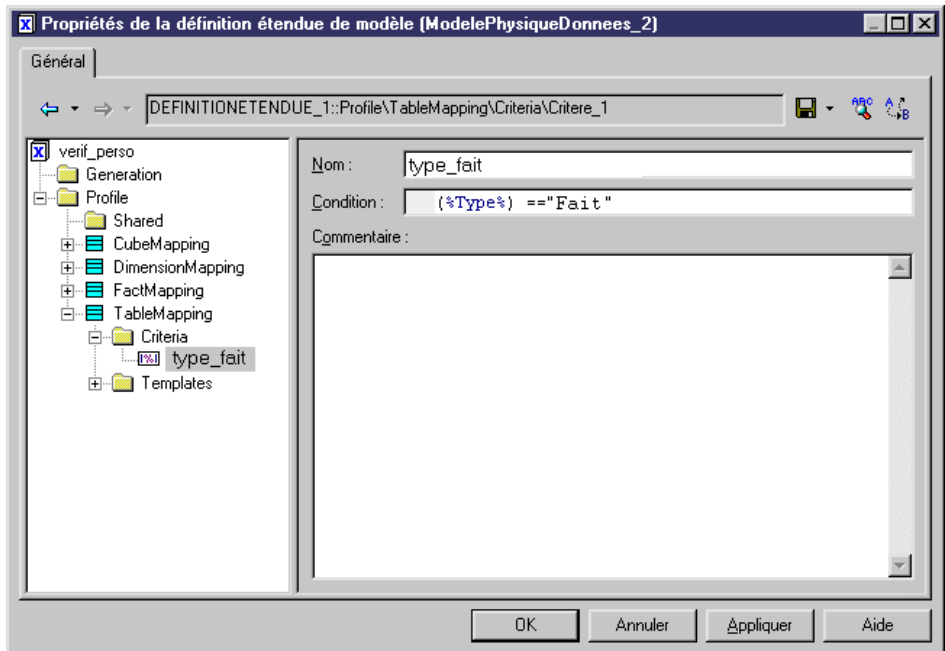 Propriétés de la définition étendue de modèle (ModelePhysiqueDonnees_2)
Général
DEFINITIONETENDUE_1::Profile\TableMapping\Criteria\Critere_1
verif_perso
Generation
Profile
Shared
CubeMapping
DimensionMapping
FactMapping
TableMapping
Criteria
type_fait
Templates
Nom : type_fait
Condition : (%Type%) =="Fait"
Commentaire :
OK Annuler Appliquer Aide